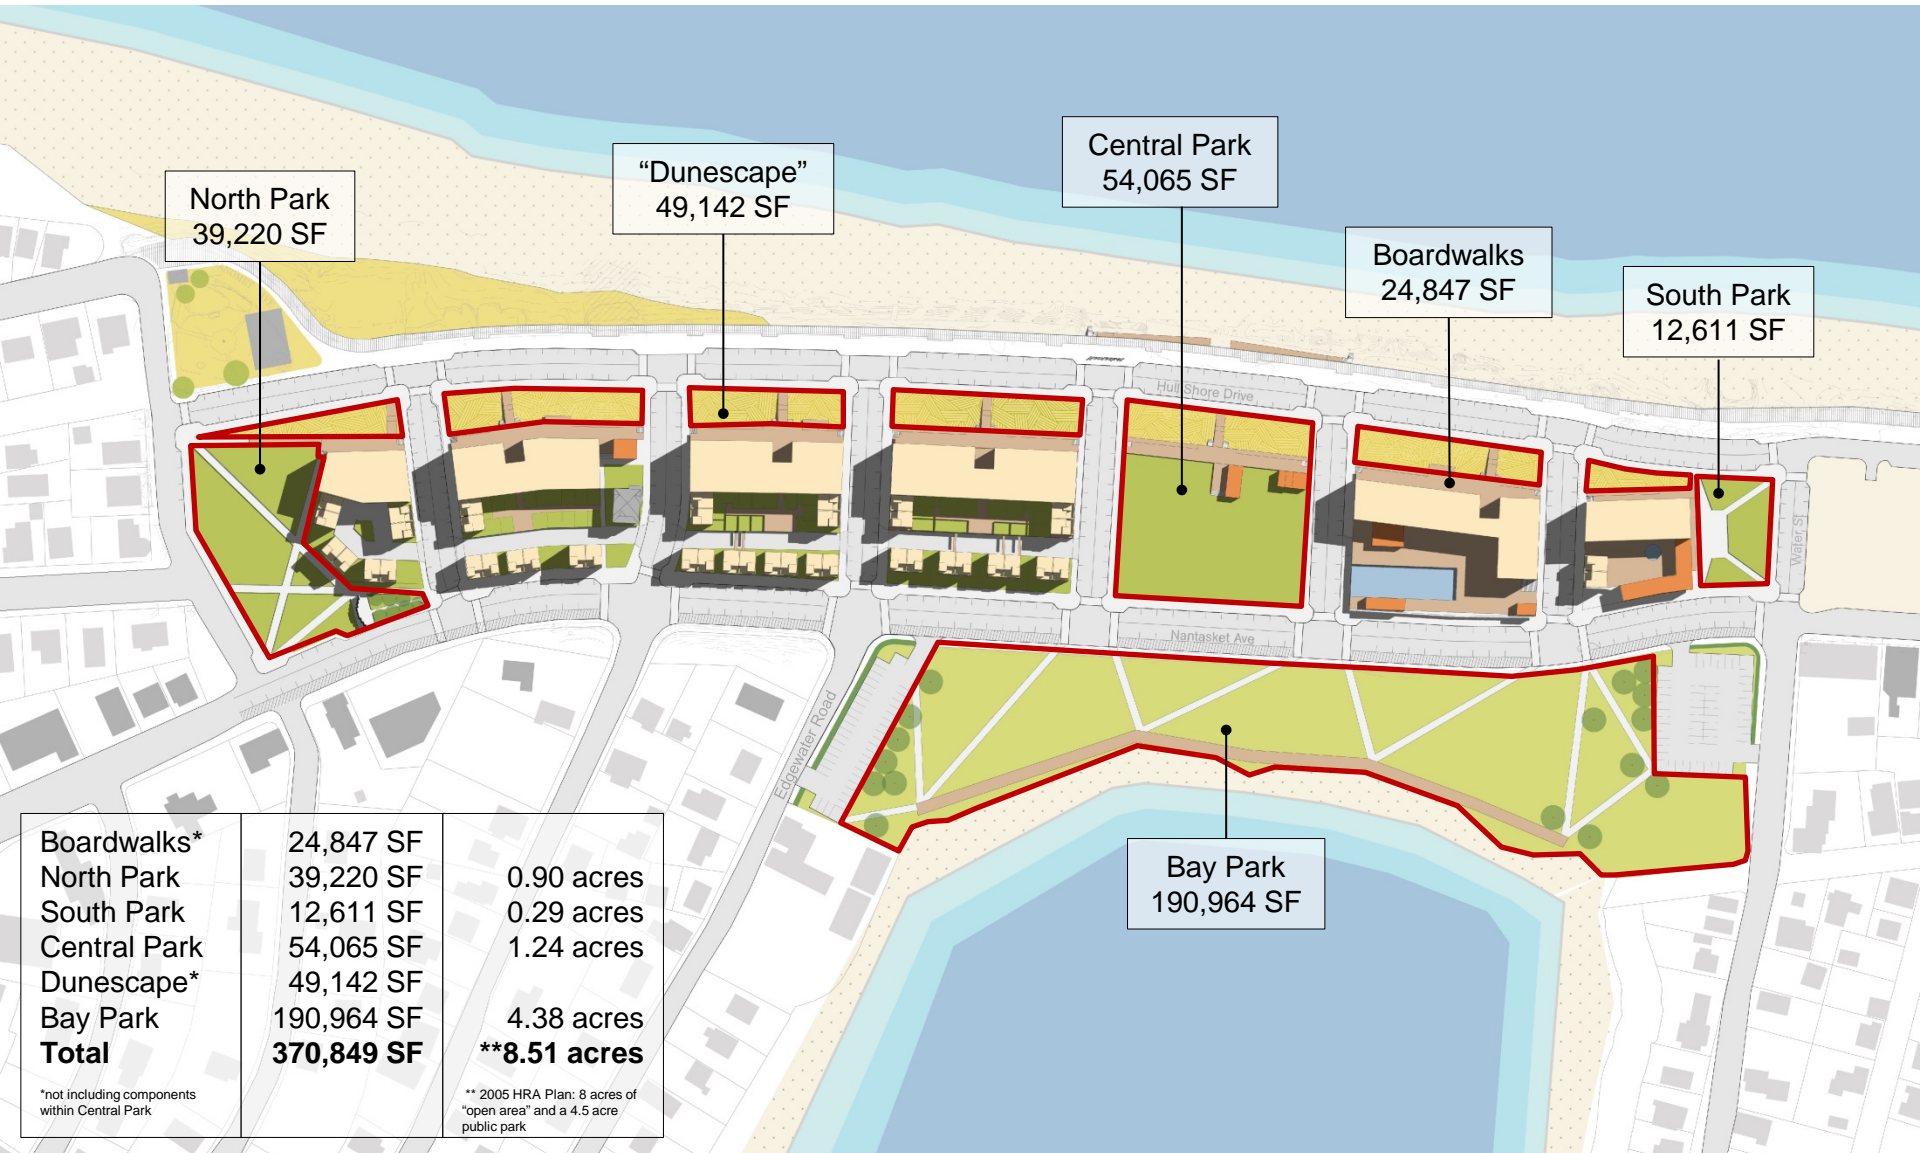 North Park
39,220 SF
“Dunescape”
49,142 SF
Central Park
54,065 SF
Boardwalks
24,847 SF
South Park
12,611 SF
Hull Shore Drive
Water St
Nantasket Ave
Edgewater Road
Bay Park
190,964 SF
Boardwalks* 24,847 SF
North Park 39,220 SF 0.90 acres
South Park 12,611 SF 0.29 acres
Central Park 54,065 SF 1.24 acres
Dunescape* 49,142 SF
Bay Park 190,964 SF 4.38 acres
Total 370,849 SF **8.51 acres
*not including components
within Central Park
** 2005 HRA Plan: 8 acres of
“open area” and a 4.5 acre
public park